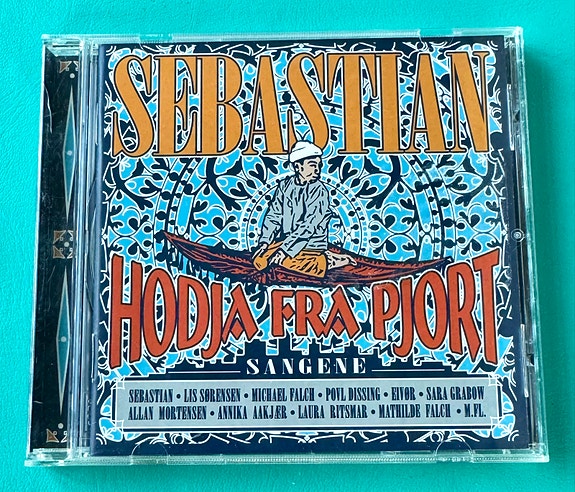 SEBASTIAN
HODJA FRA PJORT
SANGENE
SEBASTIAN • LIS SØRENSEN • MICHAEL FALCH • POVL DISSING • EIVØR • SARA GRABOW
ALLAN MORTENSEN • ANNIKA AAKJÆR • LAURA RITSMAR • MATHILDE FALCH • M.FL.